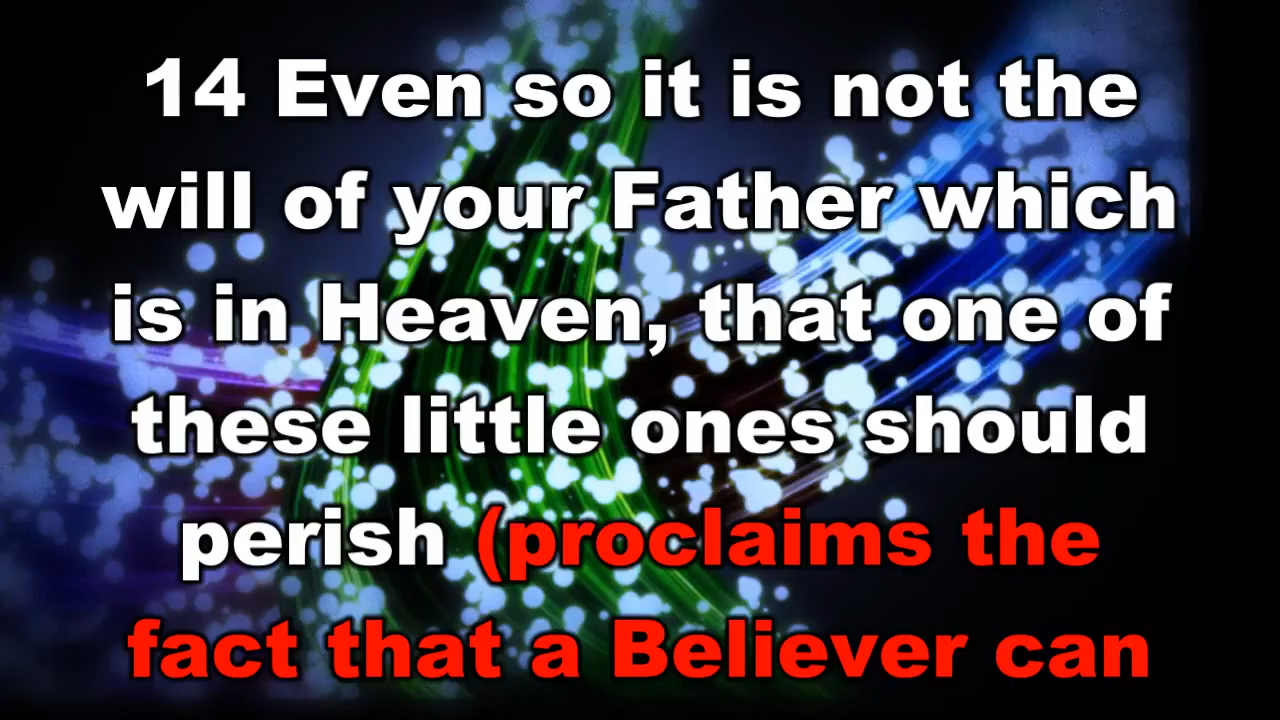 14 Even so it is not the
will of your Father which
is in Heaven, that one of
these little ones should
perish (proclaims the
fact that a Believer can